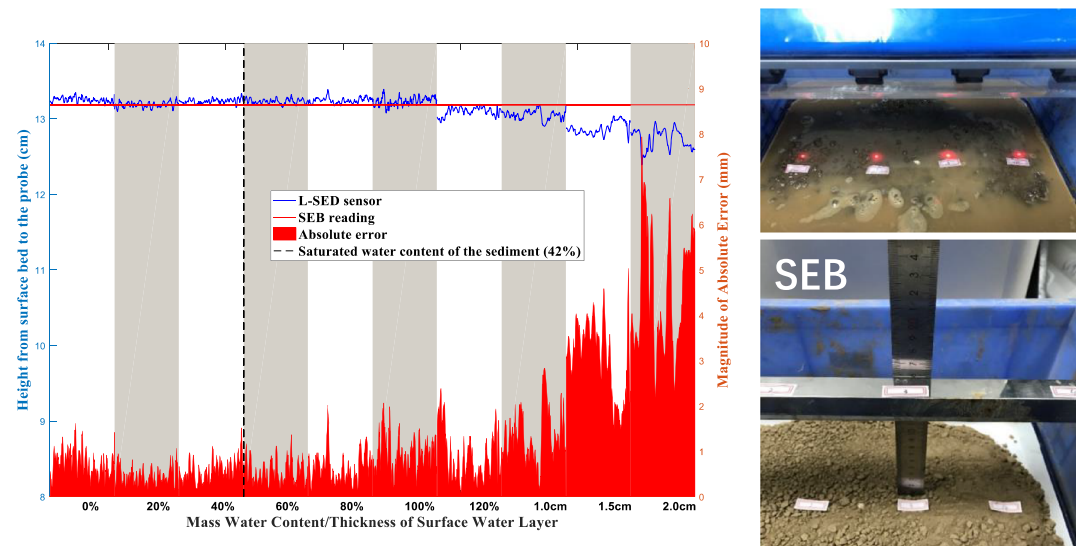 Height from surface bed to the probe (cm)
14
13
12
11
10
9
8
L-SED sensor
SEB reading
Absolute error
Saturated water content of the sediment (42%)
10
9
8
7
6
5
4
3
2
1
0
Magnitude of Absolute Error (mm)
0% 20% 40% 60% 80% 100% 120% 1.0cm 1.5cm 2.0cm
Mass Water Content/Thickness of Surface Water Layer
SEB